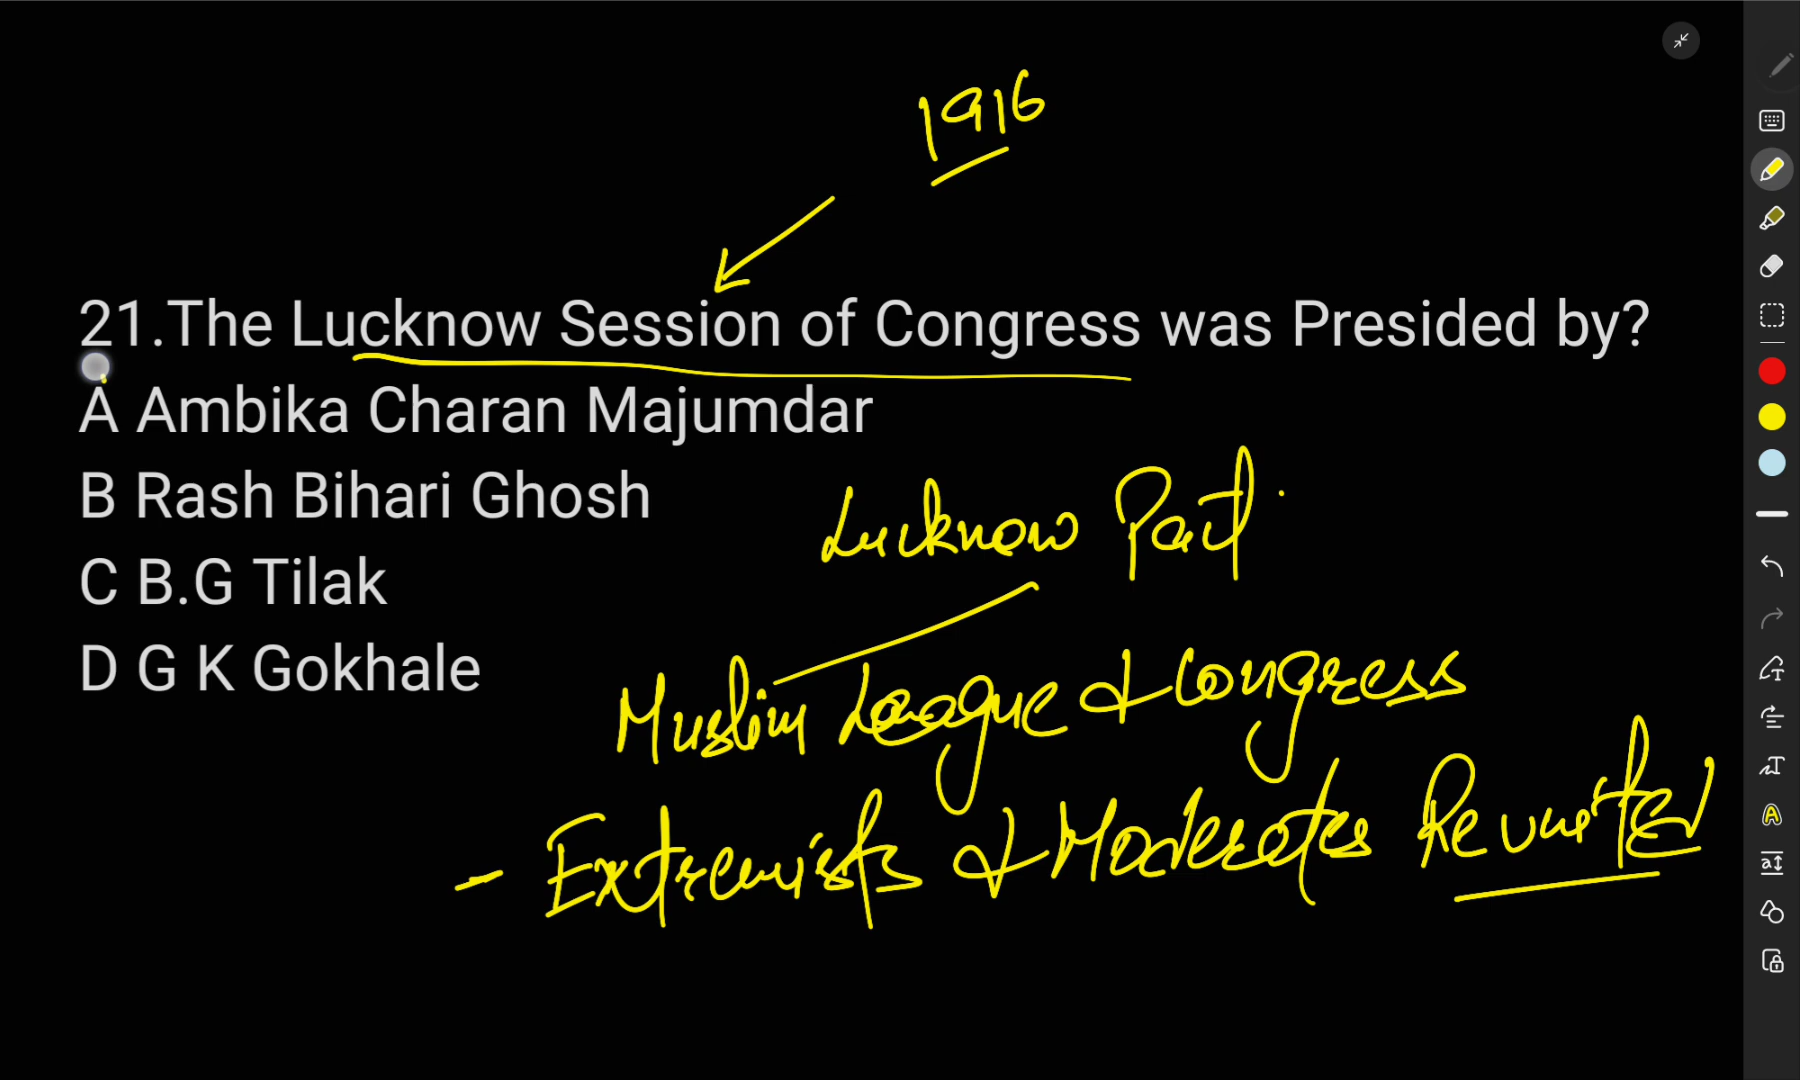 1916
21.The Lucknow Session of Congress was Presided by?
A Ambika Charan Majumdar
B Rash Bihari Ghosh
Lucknow Pact
C B.G Tilak
D G K Gokhale
Muslim League & Congress
- Extremists & Moderates Reunited